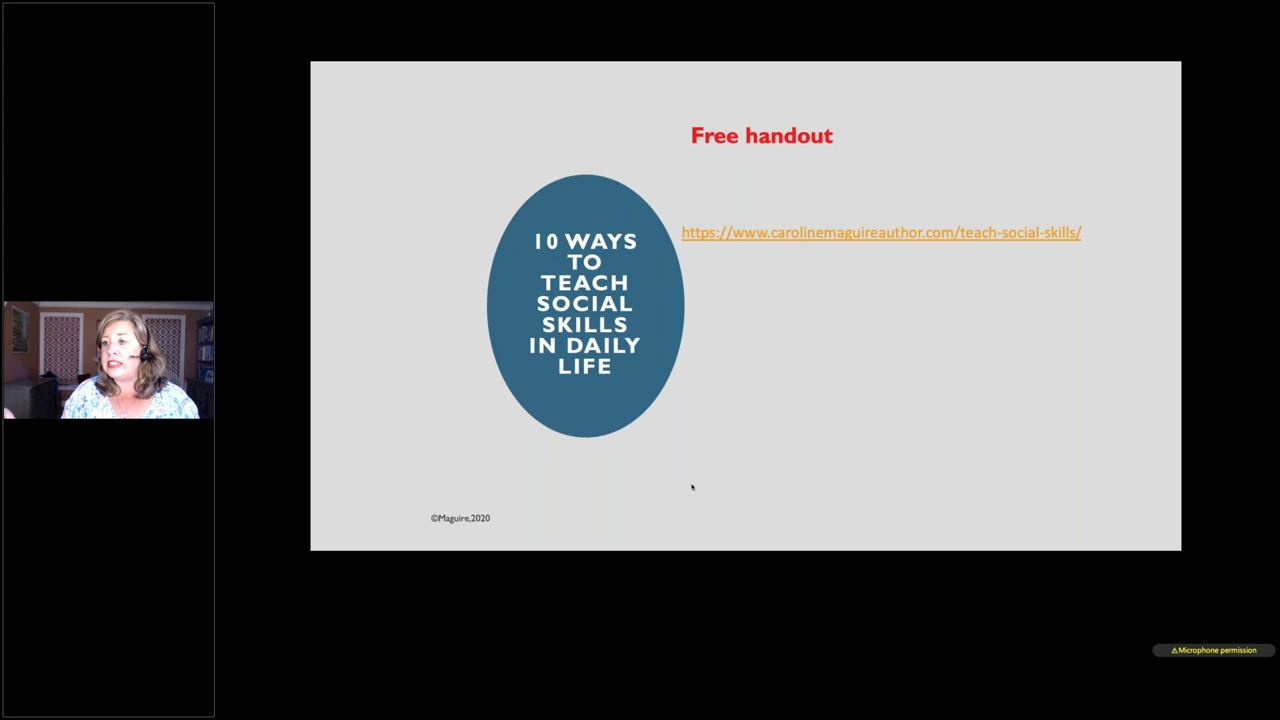 Free handout
https://www.carolinemaguireauthor.com/teach-social-skills/
10 WAYS
TO
TEACH
SOCIAL
SKILLS
IN DAILY
LIFE
©Maguire,2020
⚠Microphone permission